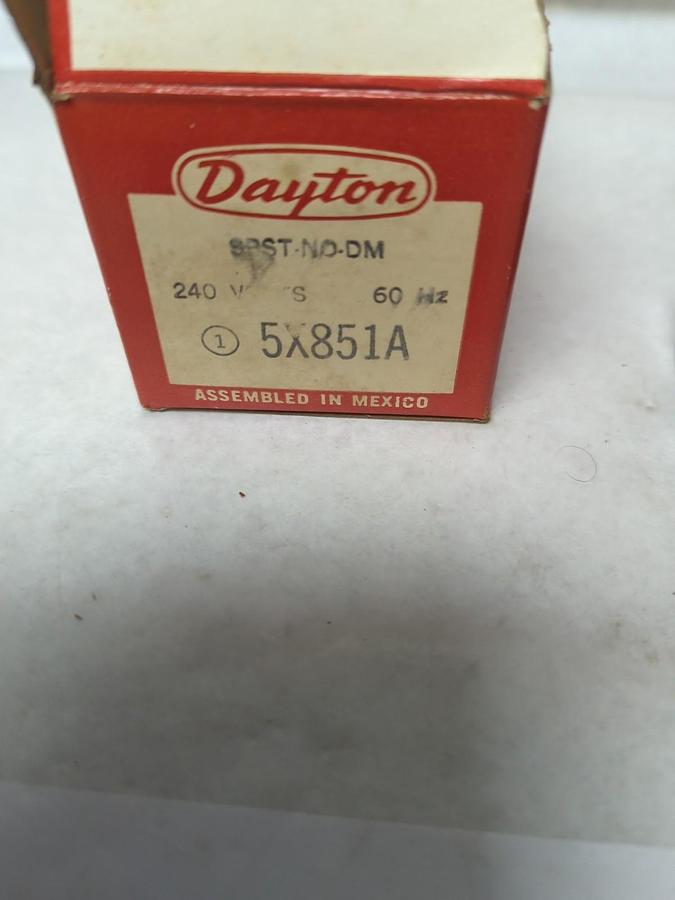 Dayton
SPST-NO-DM
240 60 Hz
1 5X851A
ASSEMBLED IN MEXICO